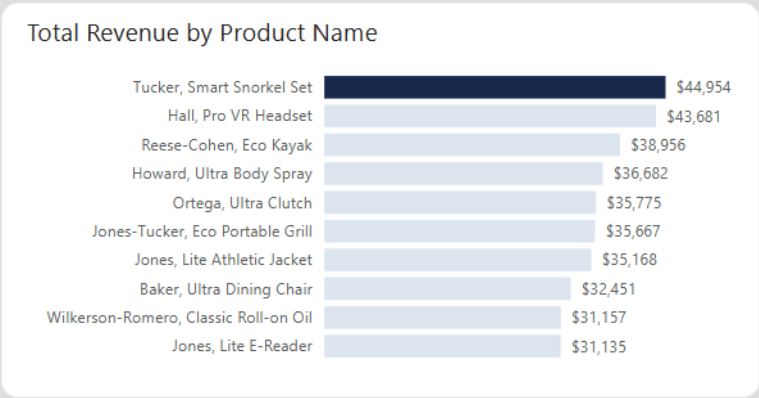 Total Revenue by Product Name
Tucker, Smart Snorkel Set $44,954
Hall, Pro VR Headset $43,681
Reese-Cohen, Eco Kayak $38,956
Howard, Ultra Body Spray $36,682
Ortega, Ultra Clutch $35,775
Jones-Tucker, Eco Portable Grill $35,667
Jones, Lite Athletic Jacket $35,168
Baker, Ultra Dining Chair $32,451
Wilkerson-Romero, Classic Roll-on Oil $31,157
Jones, Lite E-Reader $31,135